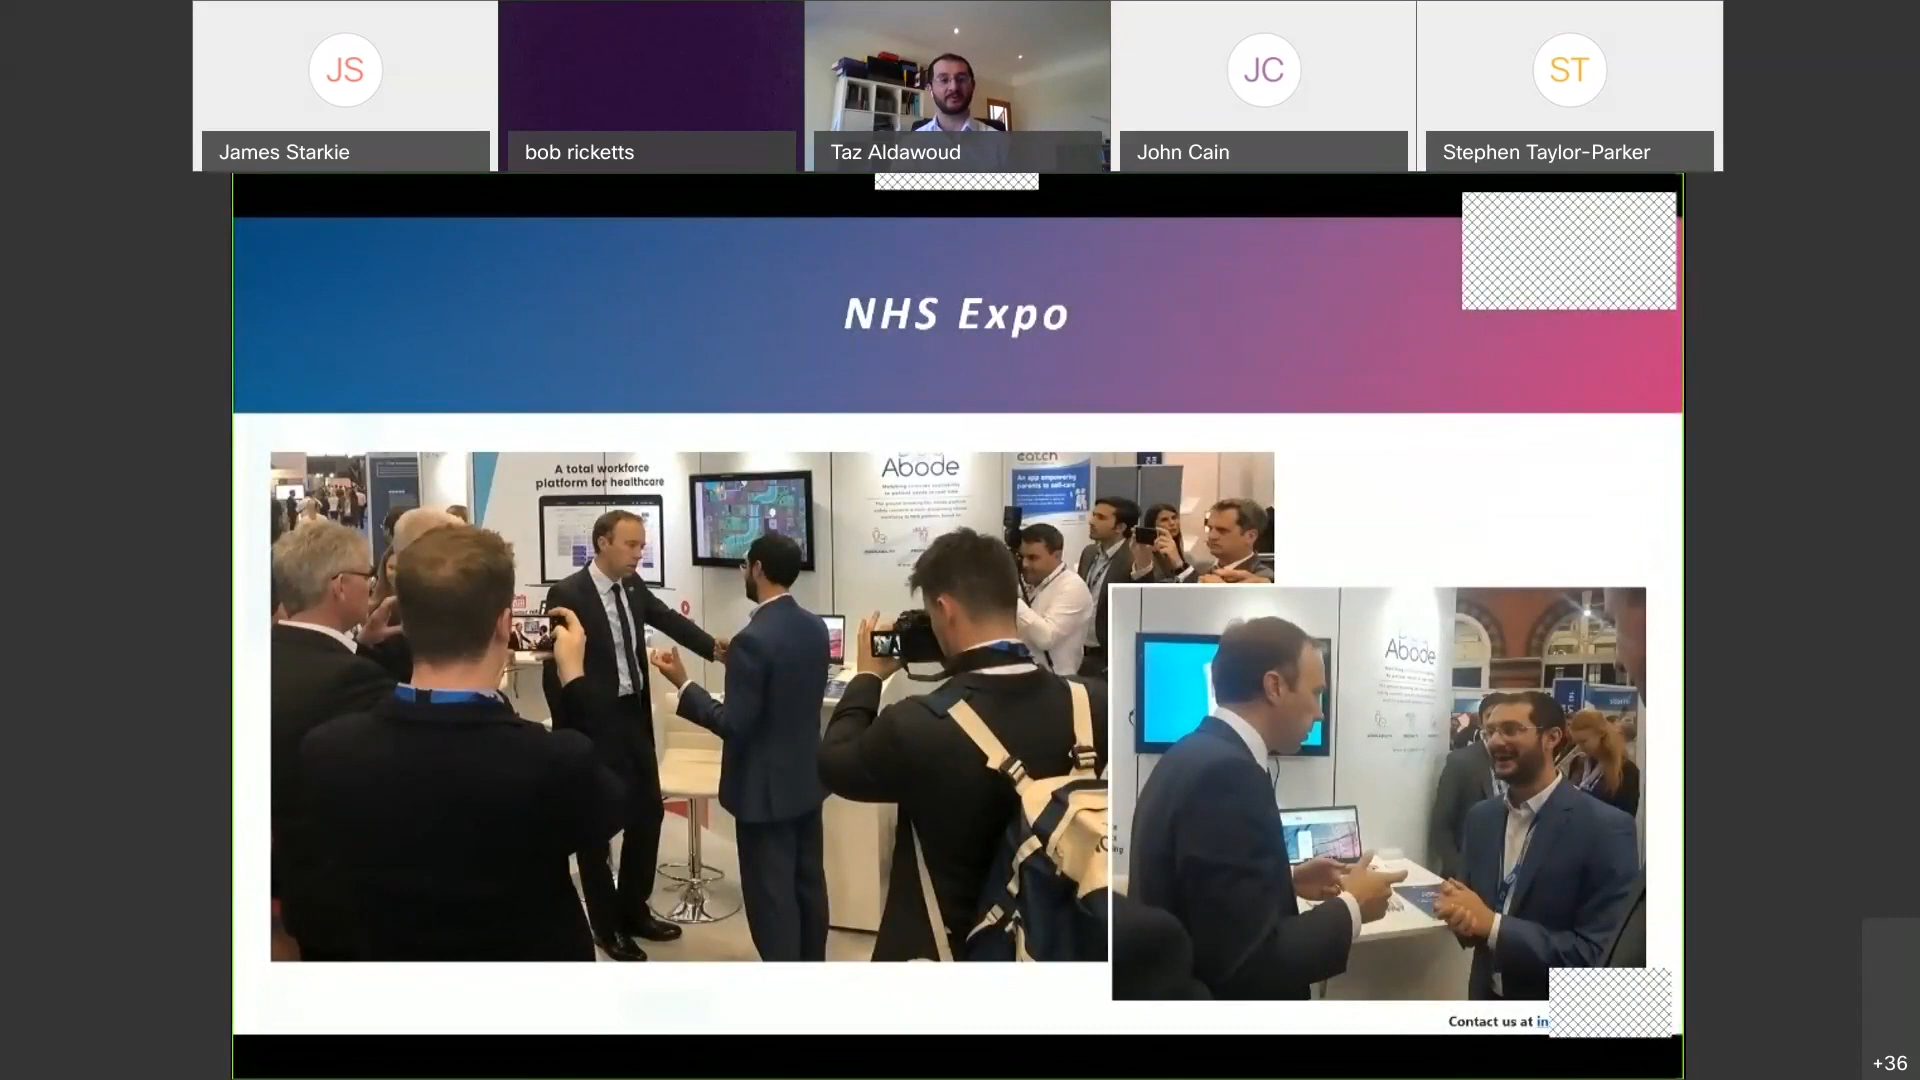 JS
James Starkie
bob ricketts
Taz Aldawoud
JC
John Cain
ST
Stephen Taylor-Parker
NHS Expo
A total workforce
platform for healthcare
Abode
catch
An app empowering
parents to self-care
Abode
Contact us at in
+36